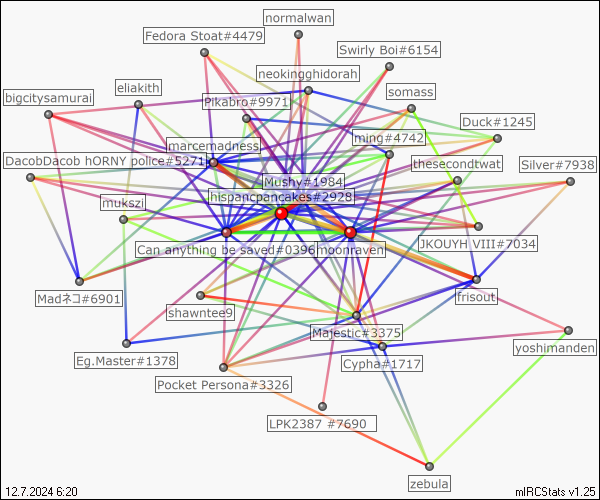 normalwan
Fedora Stoat#4479
Swirly Boi#6154
neokingghidorah
eliakith
somass
bigcitysamurai
Pikabro#9971
Duck#1245
ming#4742
marcemadness
DacobDacob hORNY police#5271
thesecondtwat
Silver#7938
Mushy#1984
hispancpancakes#2928
mukszi
Can anything be saved#0396
moonraven
JKOUYH VIII#7034
Madネコ#6901
frisout
shawntee9
Majestic#3375
yoshimanden
Eg.Master#1378
Cypha#1717
Pocket Persona#3326
LPK2387 #7690
zebula
12.7.2024 6:20
mIRCStats v1.25